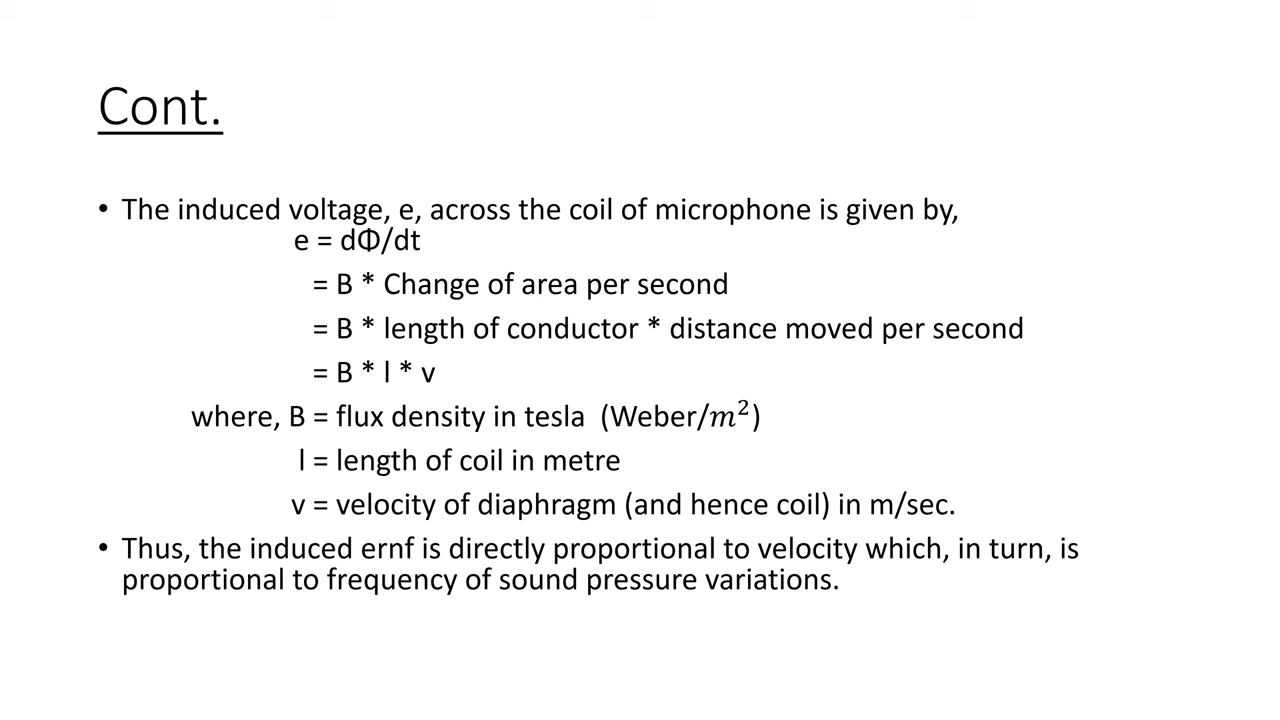 Cont.
• The induced voltage, e, across the coil of microphone is given by,
e = dΦ/dt
= B * Change of area per second
= B * length of conductor * distance moved per second
= B * l * v
where, B = flux density in tesla (Weber/m²)
l = length of coil in metre
v = velocity of diaphragm (and hence coil) in m/sec.
• Thus, the induced ernf is directly proportional to velocity which, in turn, is
proportional to frequency of sound pressure variations.